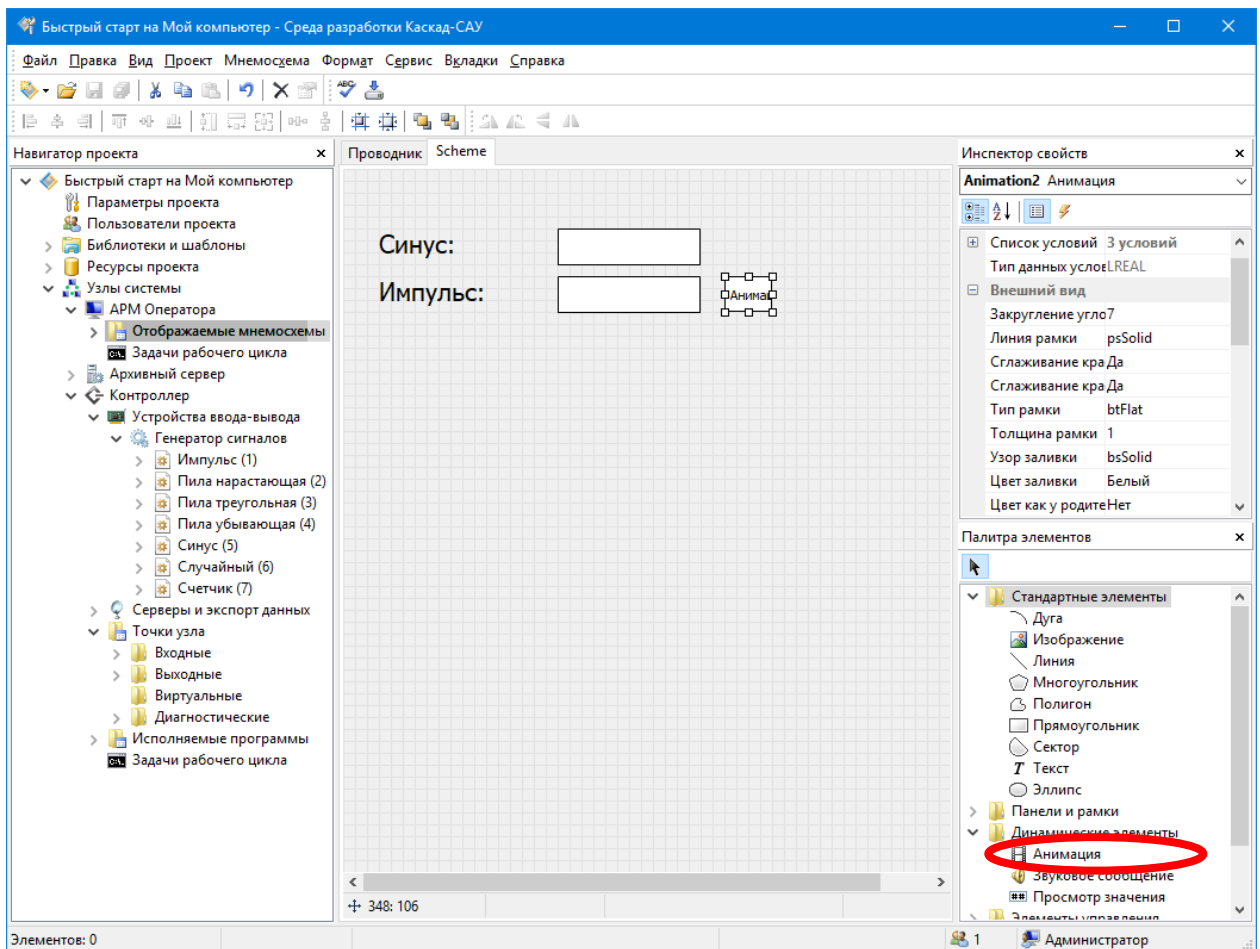 Быстрый старт на Мой компьютер - Среда разработки Каскад-САУ
Файл Правка Вид Проект Мнемосхема Формат Сервис Вкладки Справка
Навигатор проекта
Быстрый старт на Мой компьютер
Параметры проекта
Пользователи проекта
Библиотеки и шаблоны
Ресурсы проекта
Узлы системы
АРМ Оператора
Отображаемые мнемосхемы
Задачи рабочего цикла
Архивный сервер
Контроллер
Устройства ввода-вывода
Генератор сигналов
Импульс (1)
Пила нарастающая (2)
Пила треугольная (3)
Пила убывающая (4)
Синус (5)
Случайный (6)
Счетчик (7)
Серверы и экспорт данных
Точки узла
Входные
Выходные
Виртуальные
Диагностические
Исполняемые программы
Задачи рабочего цикла
Проводник Scheme
Синус:
Импульс:
Анима
348: 106
Инспектор свойств
Animation2 Анимация
Список условий 3 условий
Тип данных услов LREAL
Внешний вид
Закругление угло 7
Линия рамки psSolid
Сглаживание кра Да
Сглаживание кра Да
Тип рамки btFlat
Толщина рамки 1
Узор заливки bsSolid
Цвет заливки Белый
Цвет как у родите Нет
Палитра элементов
Стандартные элементы
Дуга
Изображение
Линия
Многоугольник
Полигон
Прямоугольник
Сектор
Текст
Эллипс
Панели и рамки
Динамические элементы
Анимация
Звуковое сообщение
Просмотр значения
Элементы управления
Элементов: 0
1 Администратор